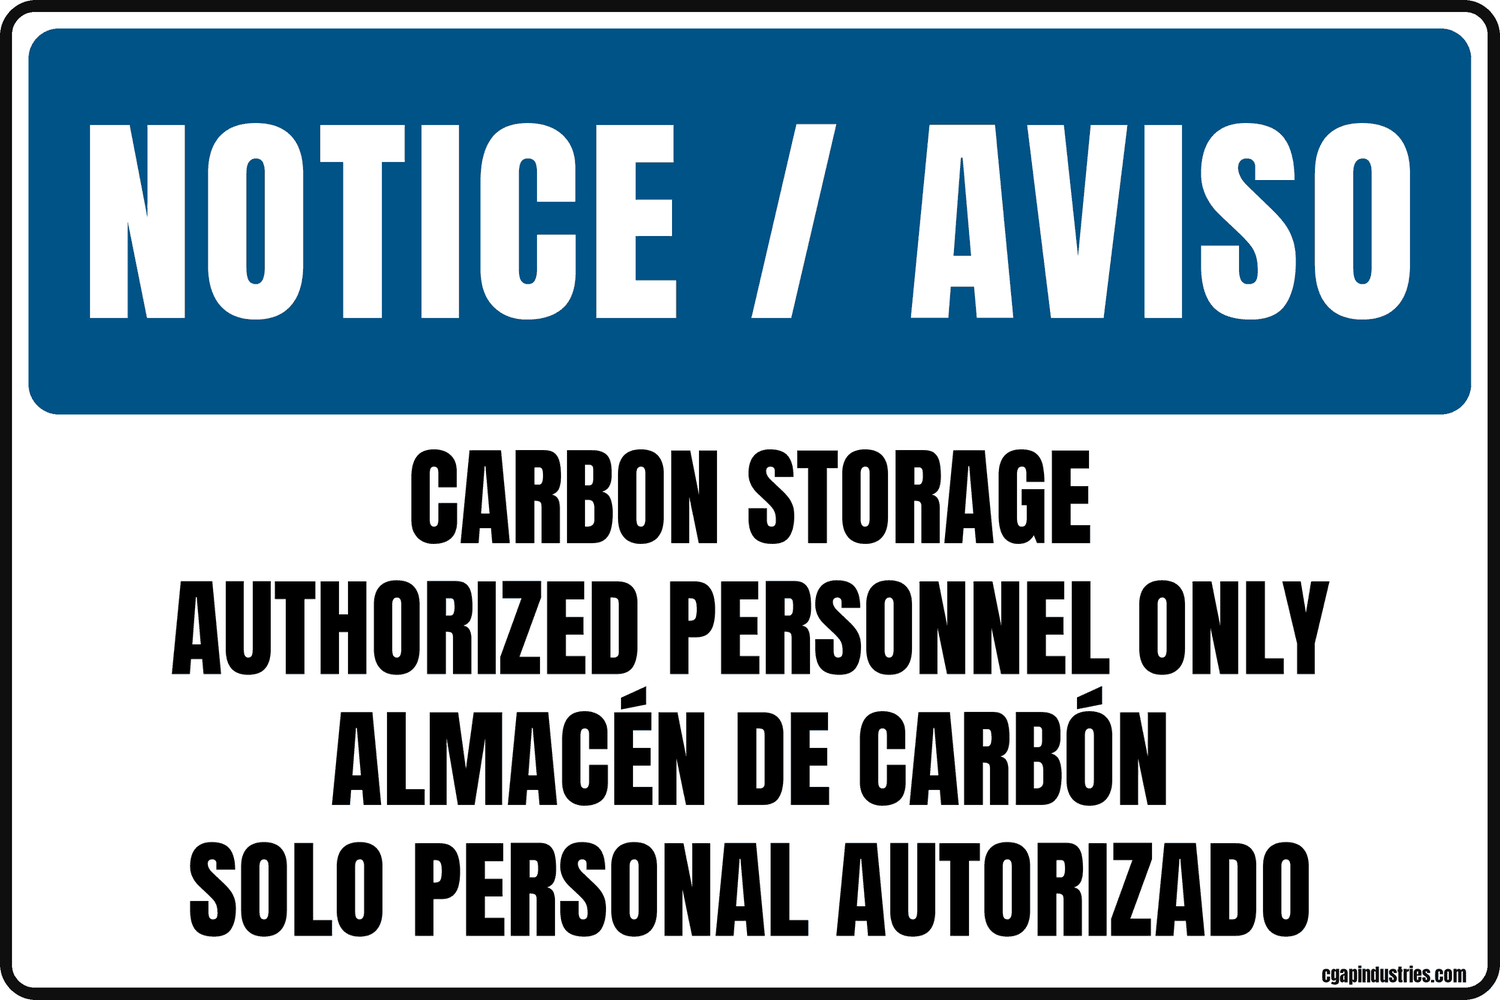 NOTICE / AVISO
CARBON STORAGE
AUTHORIZED PERSONNEL ONLY
ALMACÉN DE CARBÓN
SOLO PERSONAL AUTORIZADO
cgapindustries.com